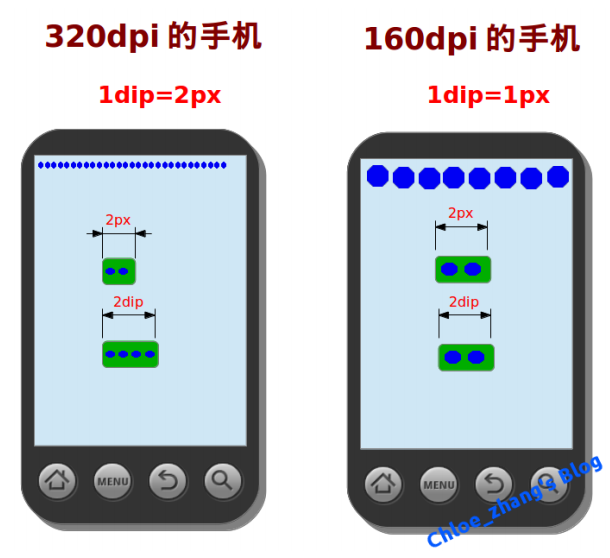 320dpi 的手机
1dip=2px
2px
2dip
MENU
160dpi 的手机
1dip=1px
2px
2dip
MENU
Chloe_zhang's Blog